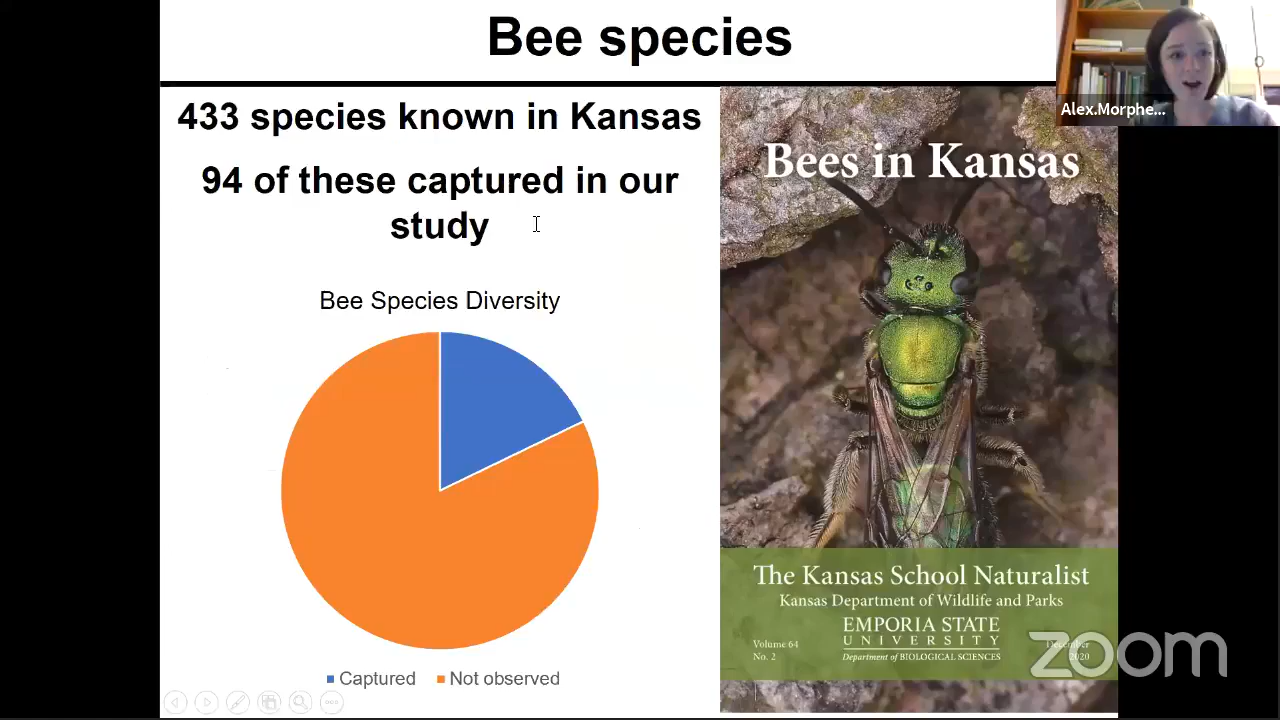 Bee species
433 species known in Kansas
94 of these captured in our
study
Bee Species Diversity
Captured
Not observed
Bees in Kansas
The Kansas School Naturalist
Kansas Department of Wildlife and Parks
EMPORIA STATE
UNIVERSITY
Department of BIOLOGICAL SCIENCES
Volume 64
No. 2
December
2020
Alex.Morphe...
zoom